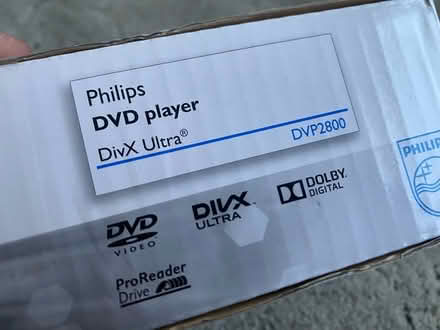 Philips
DVD player
DivX Ultra®
DVP2800
PHILIPS
DVD
VIDEO
DIVX
ULTRA
DOLBY
DIGITAL
ProReader
Drive